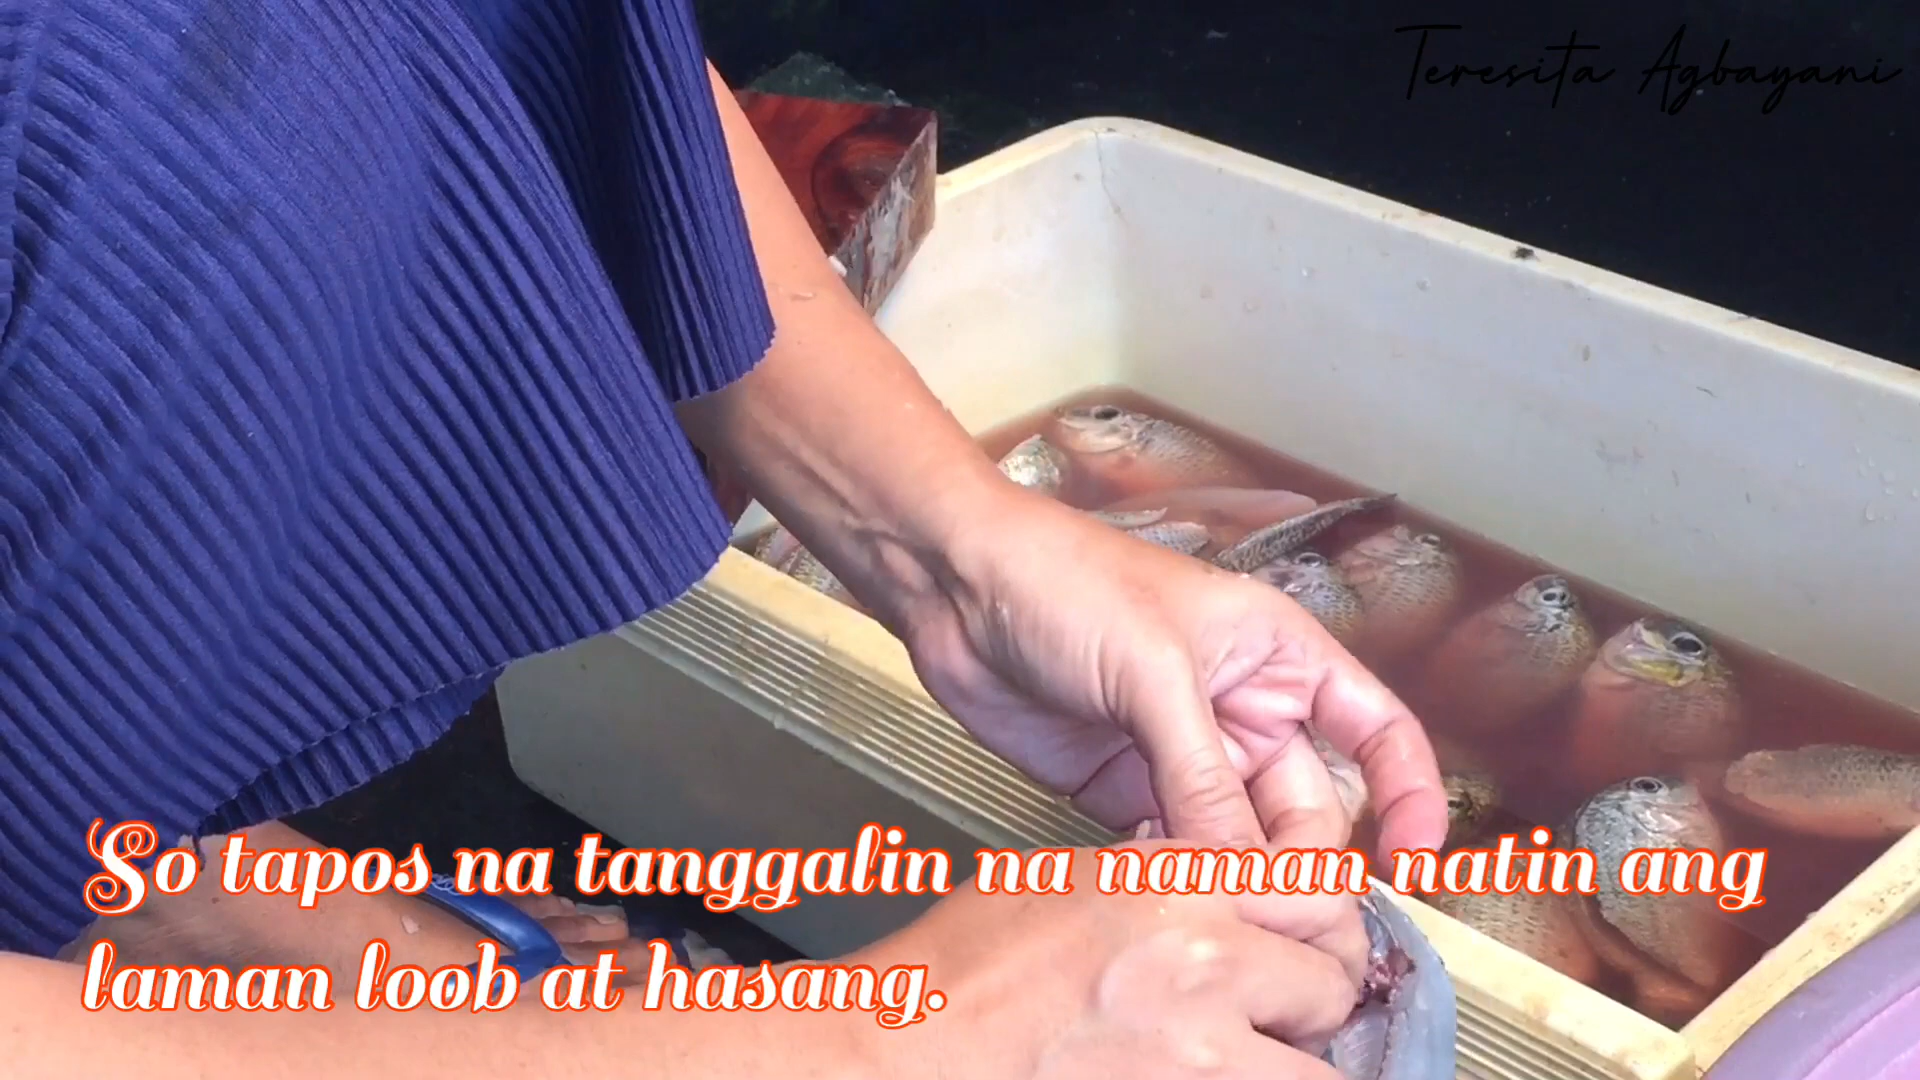 Teresita Agbayani
So tapos na tanggalin na naman natin ang
laman loob at hasang.